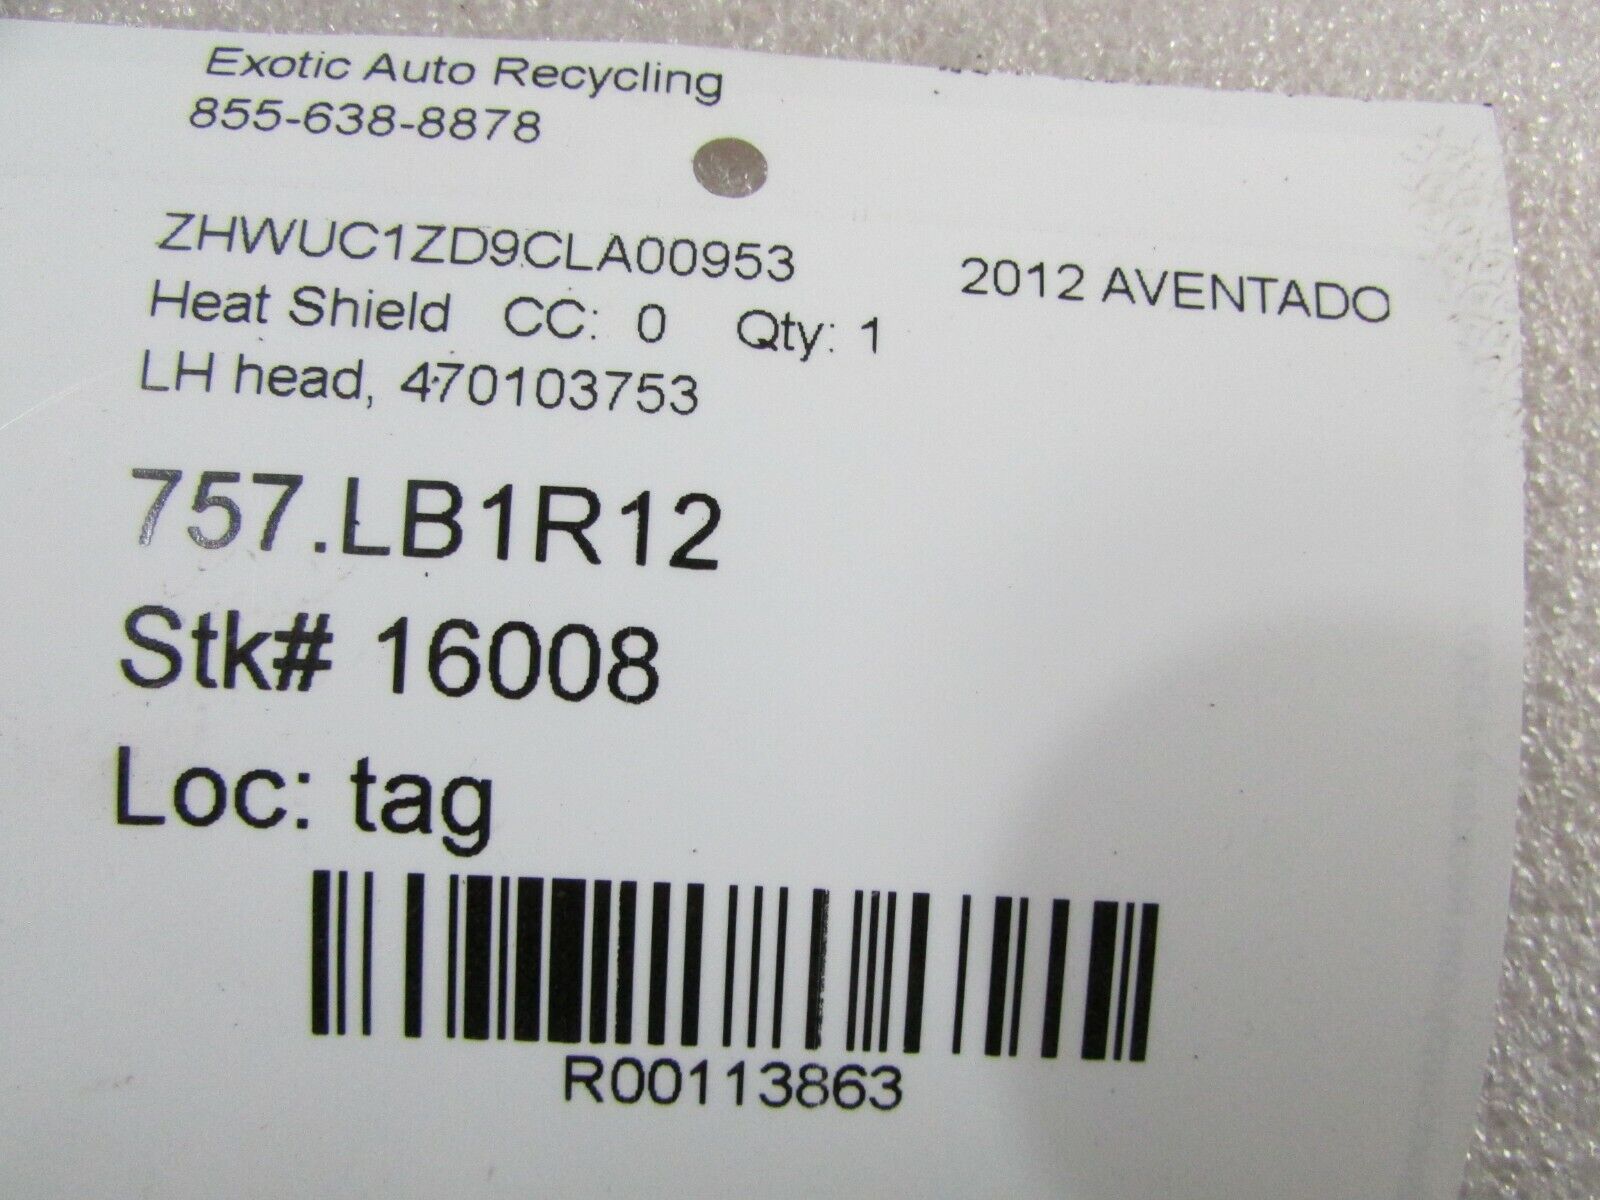 Exotic Auto Recycling
855-638-8878
ZHWUC1ZD9CLA00953 2012 AVENTADO
Heat Shield CC: 0 Qty: 1
LH head, 470103753
757.LB1R12
Stk# 16008
Loc: tag
R00113863